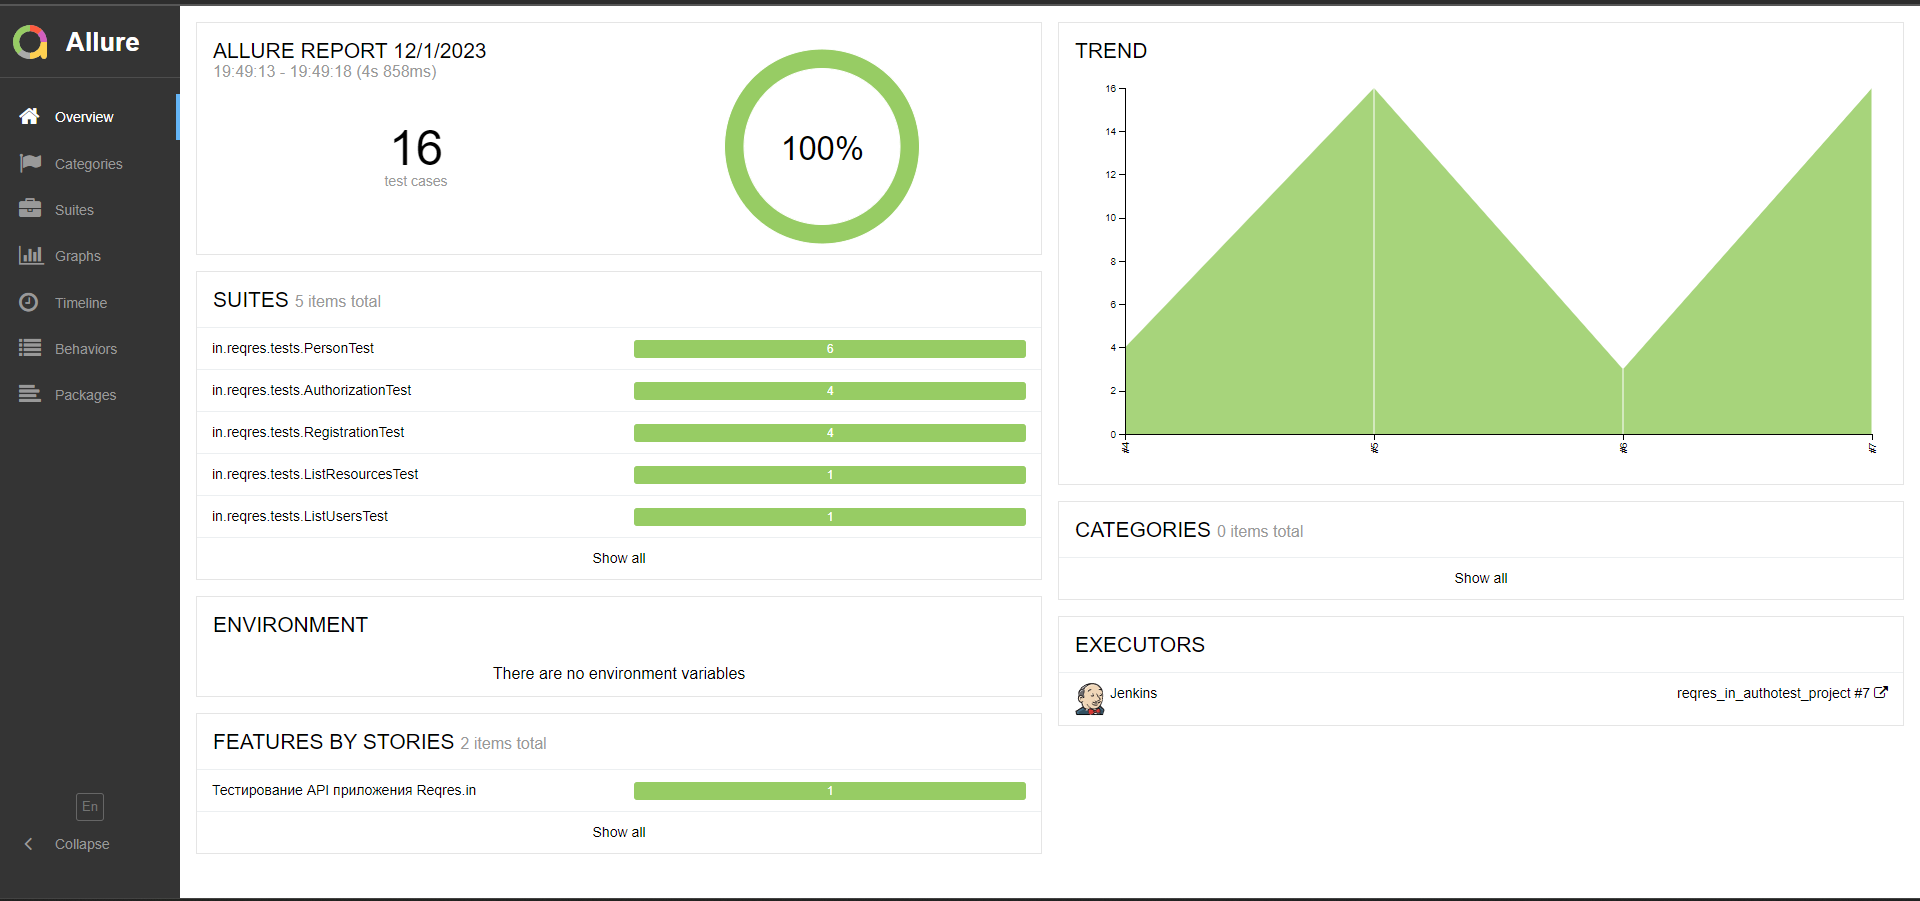 Allure
Overview
Categories
Suites
Graphs
Timeline
Behaviors
Packages
En
Collapse
ALLURE REPORT 12/1/2023
19:49:13 - 19:49:18 (4s 858ms)
16
test cases
100%
SUITES 5 items total
in.reqres.tests.PersonTest 6
in.reqres.tests.AuthorizationTest 4
in.reqres.tests.RegistrationTest 4
in.reqres.tests.ListResourcesTest 1
in.reqres.tests.ListUsersTest 1
Show all
ENVIRONMENT
There are no environment variables
FEATURES BY STORIES 2 items total
Тестирование API приложения Reqres.in 1
Show all
TREND
16
14
12
10
8
6
4
2
0
#4 #5 #6 #7
CATEGORIES 0 items total
Show all
EXECUTORS
Jenkins reqres_in_authotest_project #7